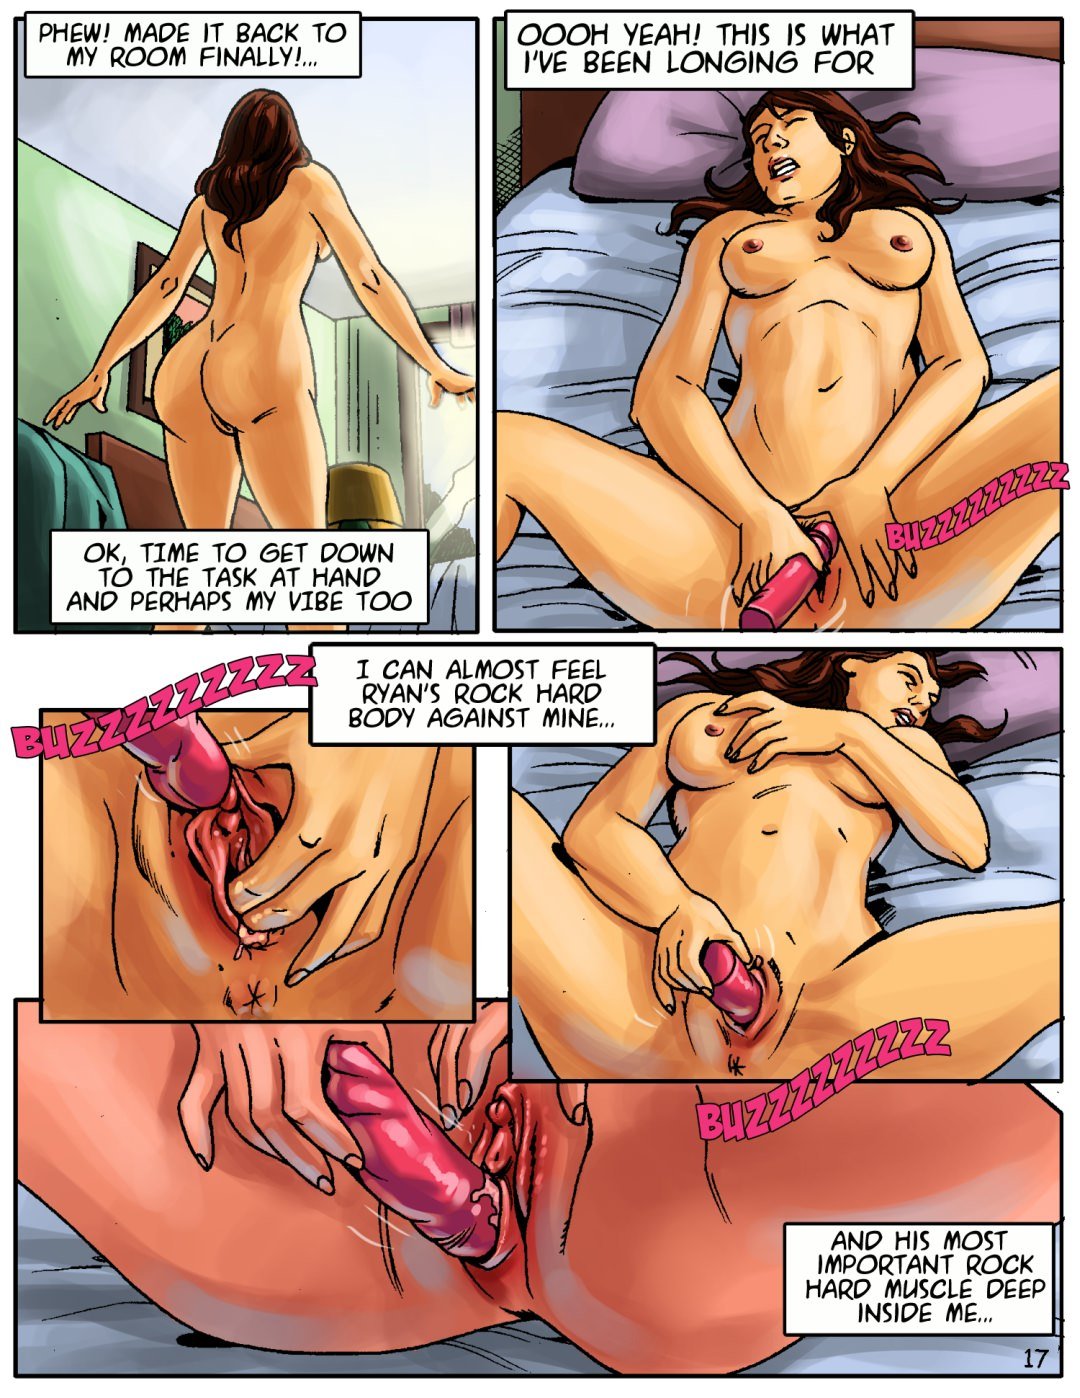 PHEW! MADE IT BACK TO
MY ROOM FINALLY!...
OK, TIME TO GET DOWN
TO THE TASK AT HAND
AND PERHAPS MY VIBE TOO
OOOH YEAH! THIS IS WHAT
I'VE BEEN LONGING FOR
BUZZZZZZZZZZ
BUZZZZZZZZZZ
I CAN ALMOST FEEL
RYAN'S ROCK HARD
BODY AGAINST MINE...
BUZZZZZZZZZ
AND HIS MOST
IMPORTANT ROCK
HARD MUSCLE DEEP
INSIDE ME...
17